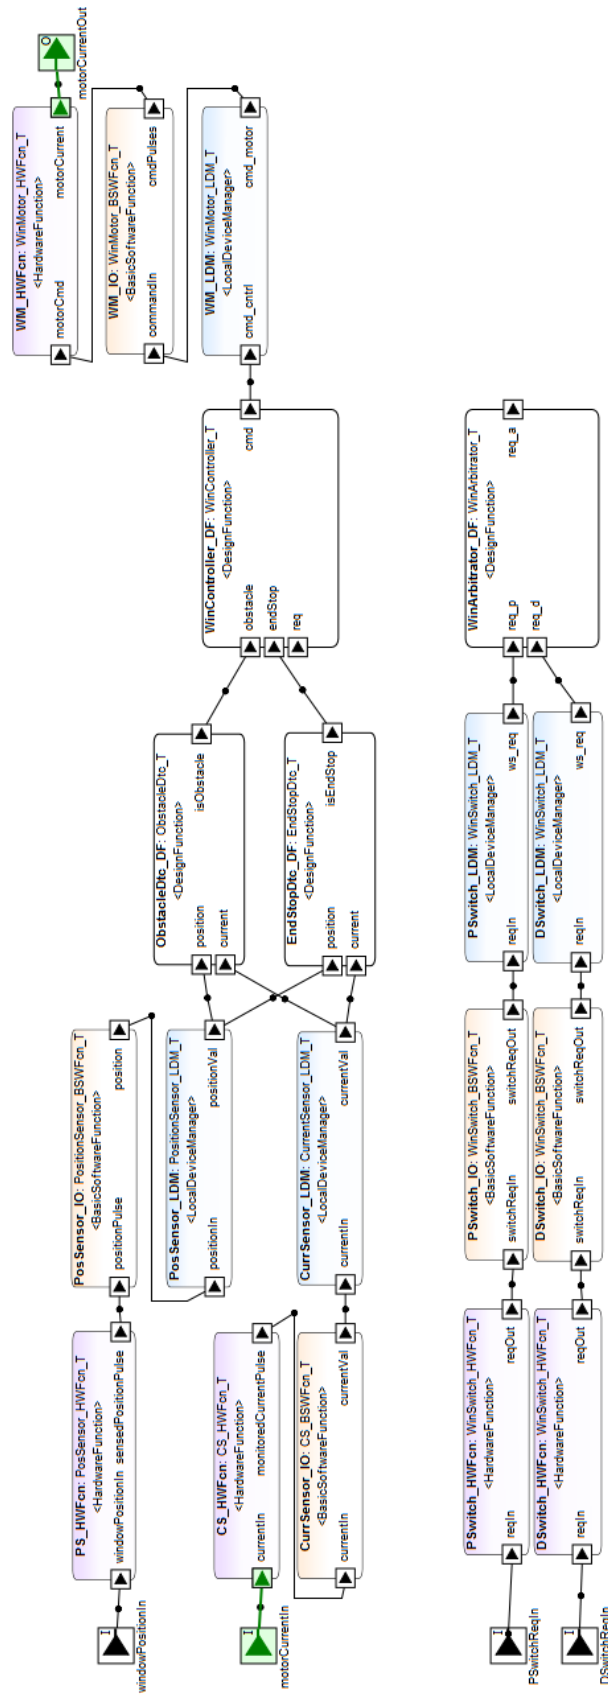 motorCurrentOut
O
WM_HWFcn: WinMotor_HWFcn_T
<HardwareFunction>
motorCmd
motorCurrent
WM_IO: WinMotor_BSWFcn_T
<BasicSoftwareFunction>
commandIn
cmdPulses
WM_LDM: WinMotor_LDM_T
<LocalDeviceManager>
cmd_cntrl
cmd_motor
WinController_DF: WinController_T
<DesignFunction>
obstacle
endStop
req
cmd
ObstacleDtc_DF: ObstacleDtc_T
<DesignFunction>
position
current
isObstacle
EndStopDtc_DF: EndStopDtc_T
<DesignFunction>
position
current
isEndStop
PosSensor_IO: PositionSensor_BSWFcn_T
<BasicSoftwareFunction>
positionPulse
position
PosSensor_LDM: PositionSensor_LDM_T
<LocalDeviceManager>
positionIn
positionVal
CurrSensor_LDM: CurrentSensor_LDM_T
<LocalDeviceManager>
currentIn
currentVal
PS_HWFcn: PosSensor_HWFcn_T
<HardwareFunction>
windowPositionIn
sensedPositionPulse
CS_HWFcn: CS_HWFcn_T
<HardwareFunction>
currentIn
monitoredCurrentPulse
CurrSensor_IO: CS_BSWFcn_T
<BasicSoftwareFunction>
currentIn
currentVal
I
windowPositionIn
I
motorCurrentIn
WinArbitrator_DF: WinArbitrator_T
<DesignFunction>
req_p
req_d
req_a
PSwitch_LDM: WinSwitch_LDM_T
<LocalDeviceManager>
reqIn
ws_req
DSwitch_LDM: WinSwitch_LDM_T
<LocalDeviceManager>
reqIn
ws_req
PSwitch_IO: WinSwitch_BSWFcn_T
<BasicSoftwareFunction>
switchReqIn
switchReqOut
DSwitch_IO: WinSwitch_BSWFcn_T
<BasicSoftwareFunction>
switchReqIn
switchReqOut
PSwitch_HWFcn: WinSwitch_HWFcn_T
<HardwareFunction>
reqIn
reqOut
DSwitch_HWFcn: WinSwitch_HWFcn_T
<HardwareFunction>
reqIn
reqOut
I
PSwitchReqIn
I
DSwitchReqIn